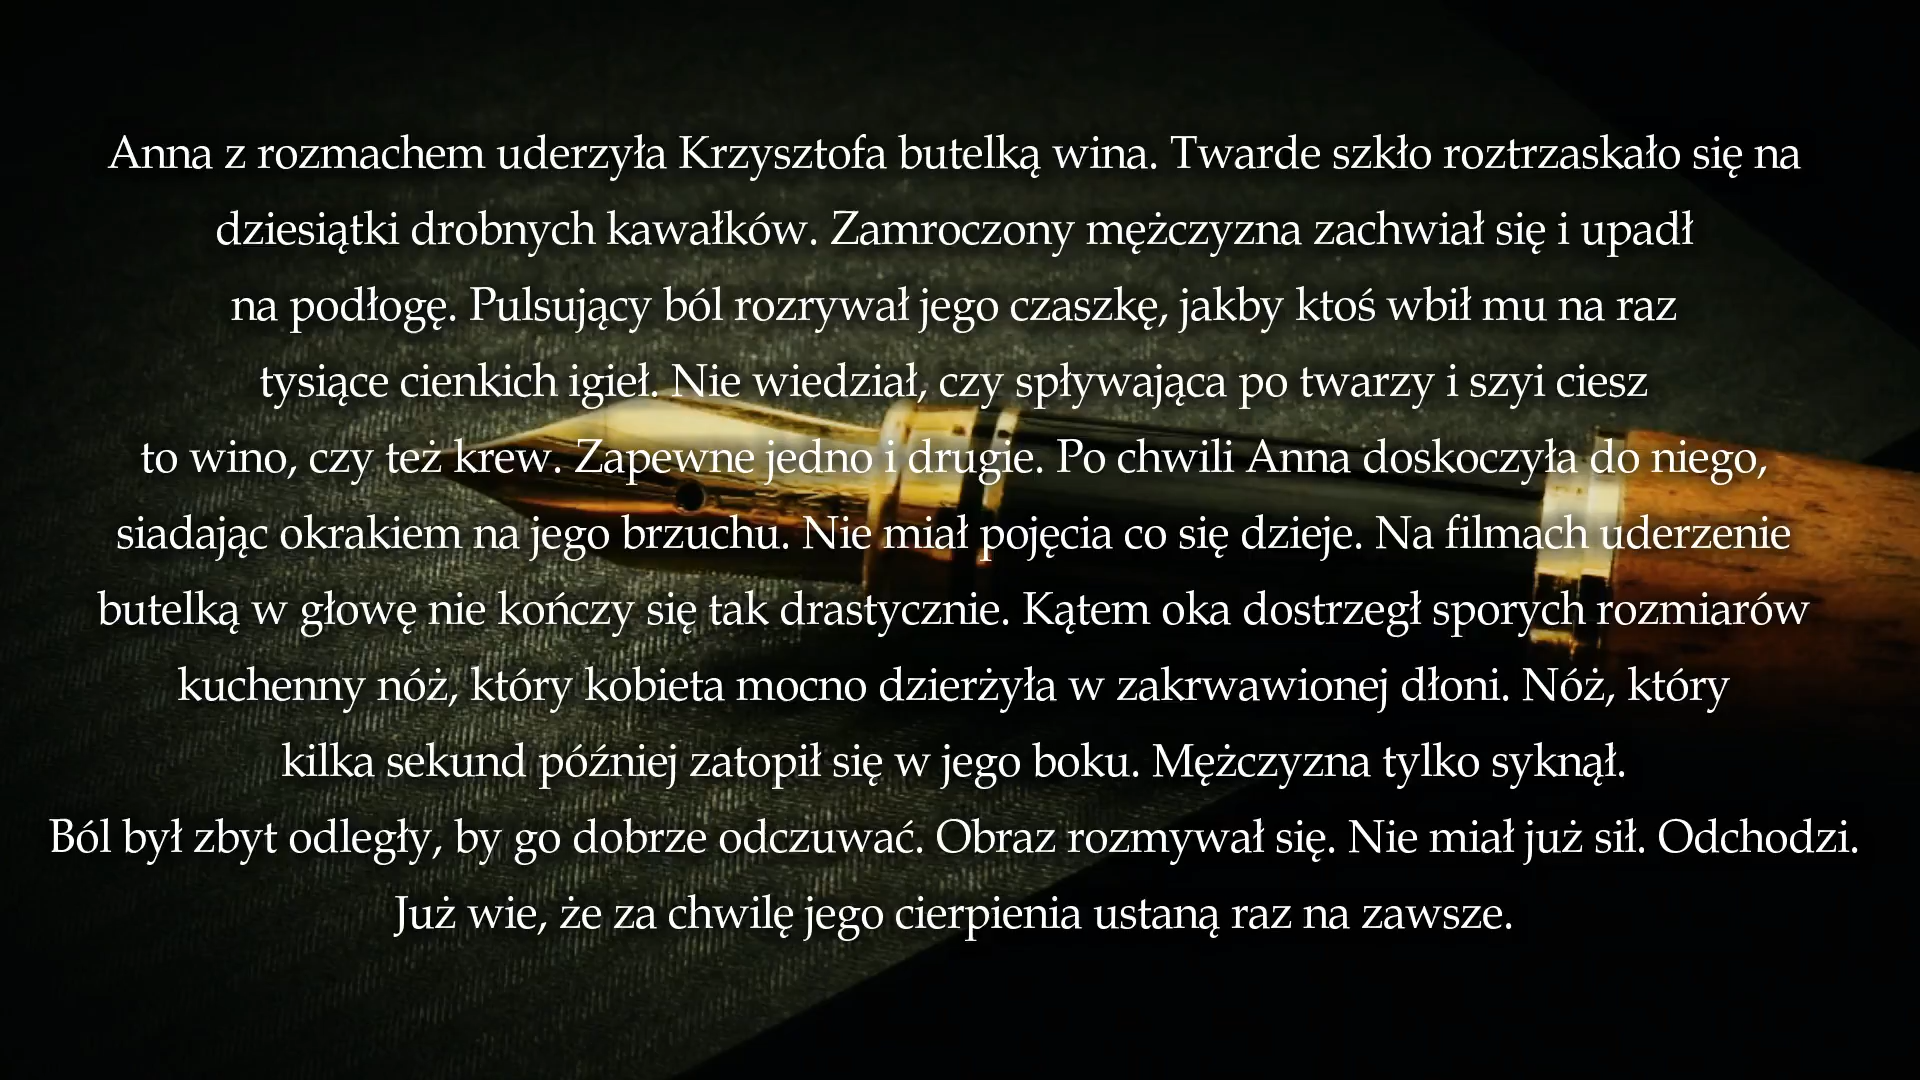 Anna z rozmachem uderzyła Krzysztofa butelką wina. Twarde szkło roztrzaskało się na
dziesiątki drobnych kawałków. Zamroczony mężczyzna zachwiał się i upadł
na podłogę. Pulsujący ból rozrywał jego czaszkę, jakby ktoś wbił mu na raz
tysiące cienkich igieł. Nie wiedział, czy spływająca po twarzy i szyi ciesz
to wino, czy też krew. Zapewne jedno i drugie. Po chwili Anna doskoczyła do niego,
siadając okrakiem na jego brzuchu. Nie miał pojęcia co się dzieje. Na filmach uderzenie
butelką w głowę nie kończy się tak drastycznie. Kątem oka dostrzegł sporych rozmiarów
kuchenny nóż, który kobieta mocno dzierżyła w zakrwawionej dłoni. Nóż, który
kilka sekund później zatopił się w jego boku. Mężczyzna tylko syknął.
Ból był zbyt odległy, by go dobrze odczuwać. Obraz rozmywał się. Nie miał już sił. Odchodzi.
Już wie, że za chwilę jego cierpienia ustaną raz na zawsze.